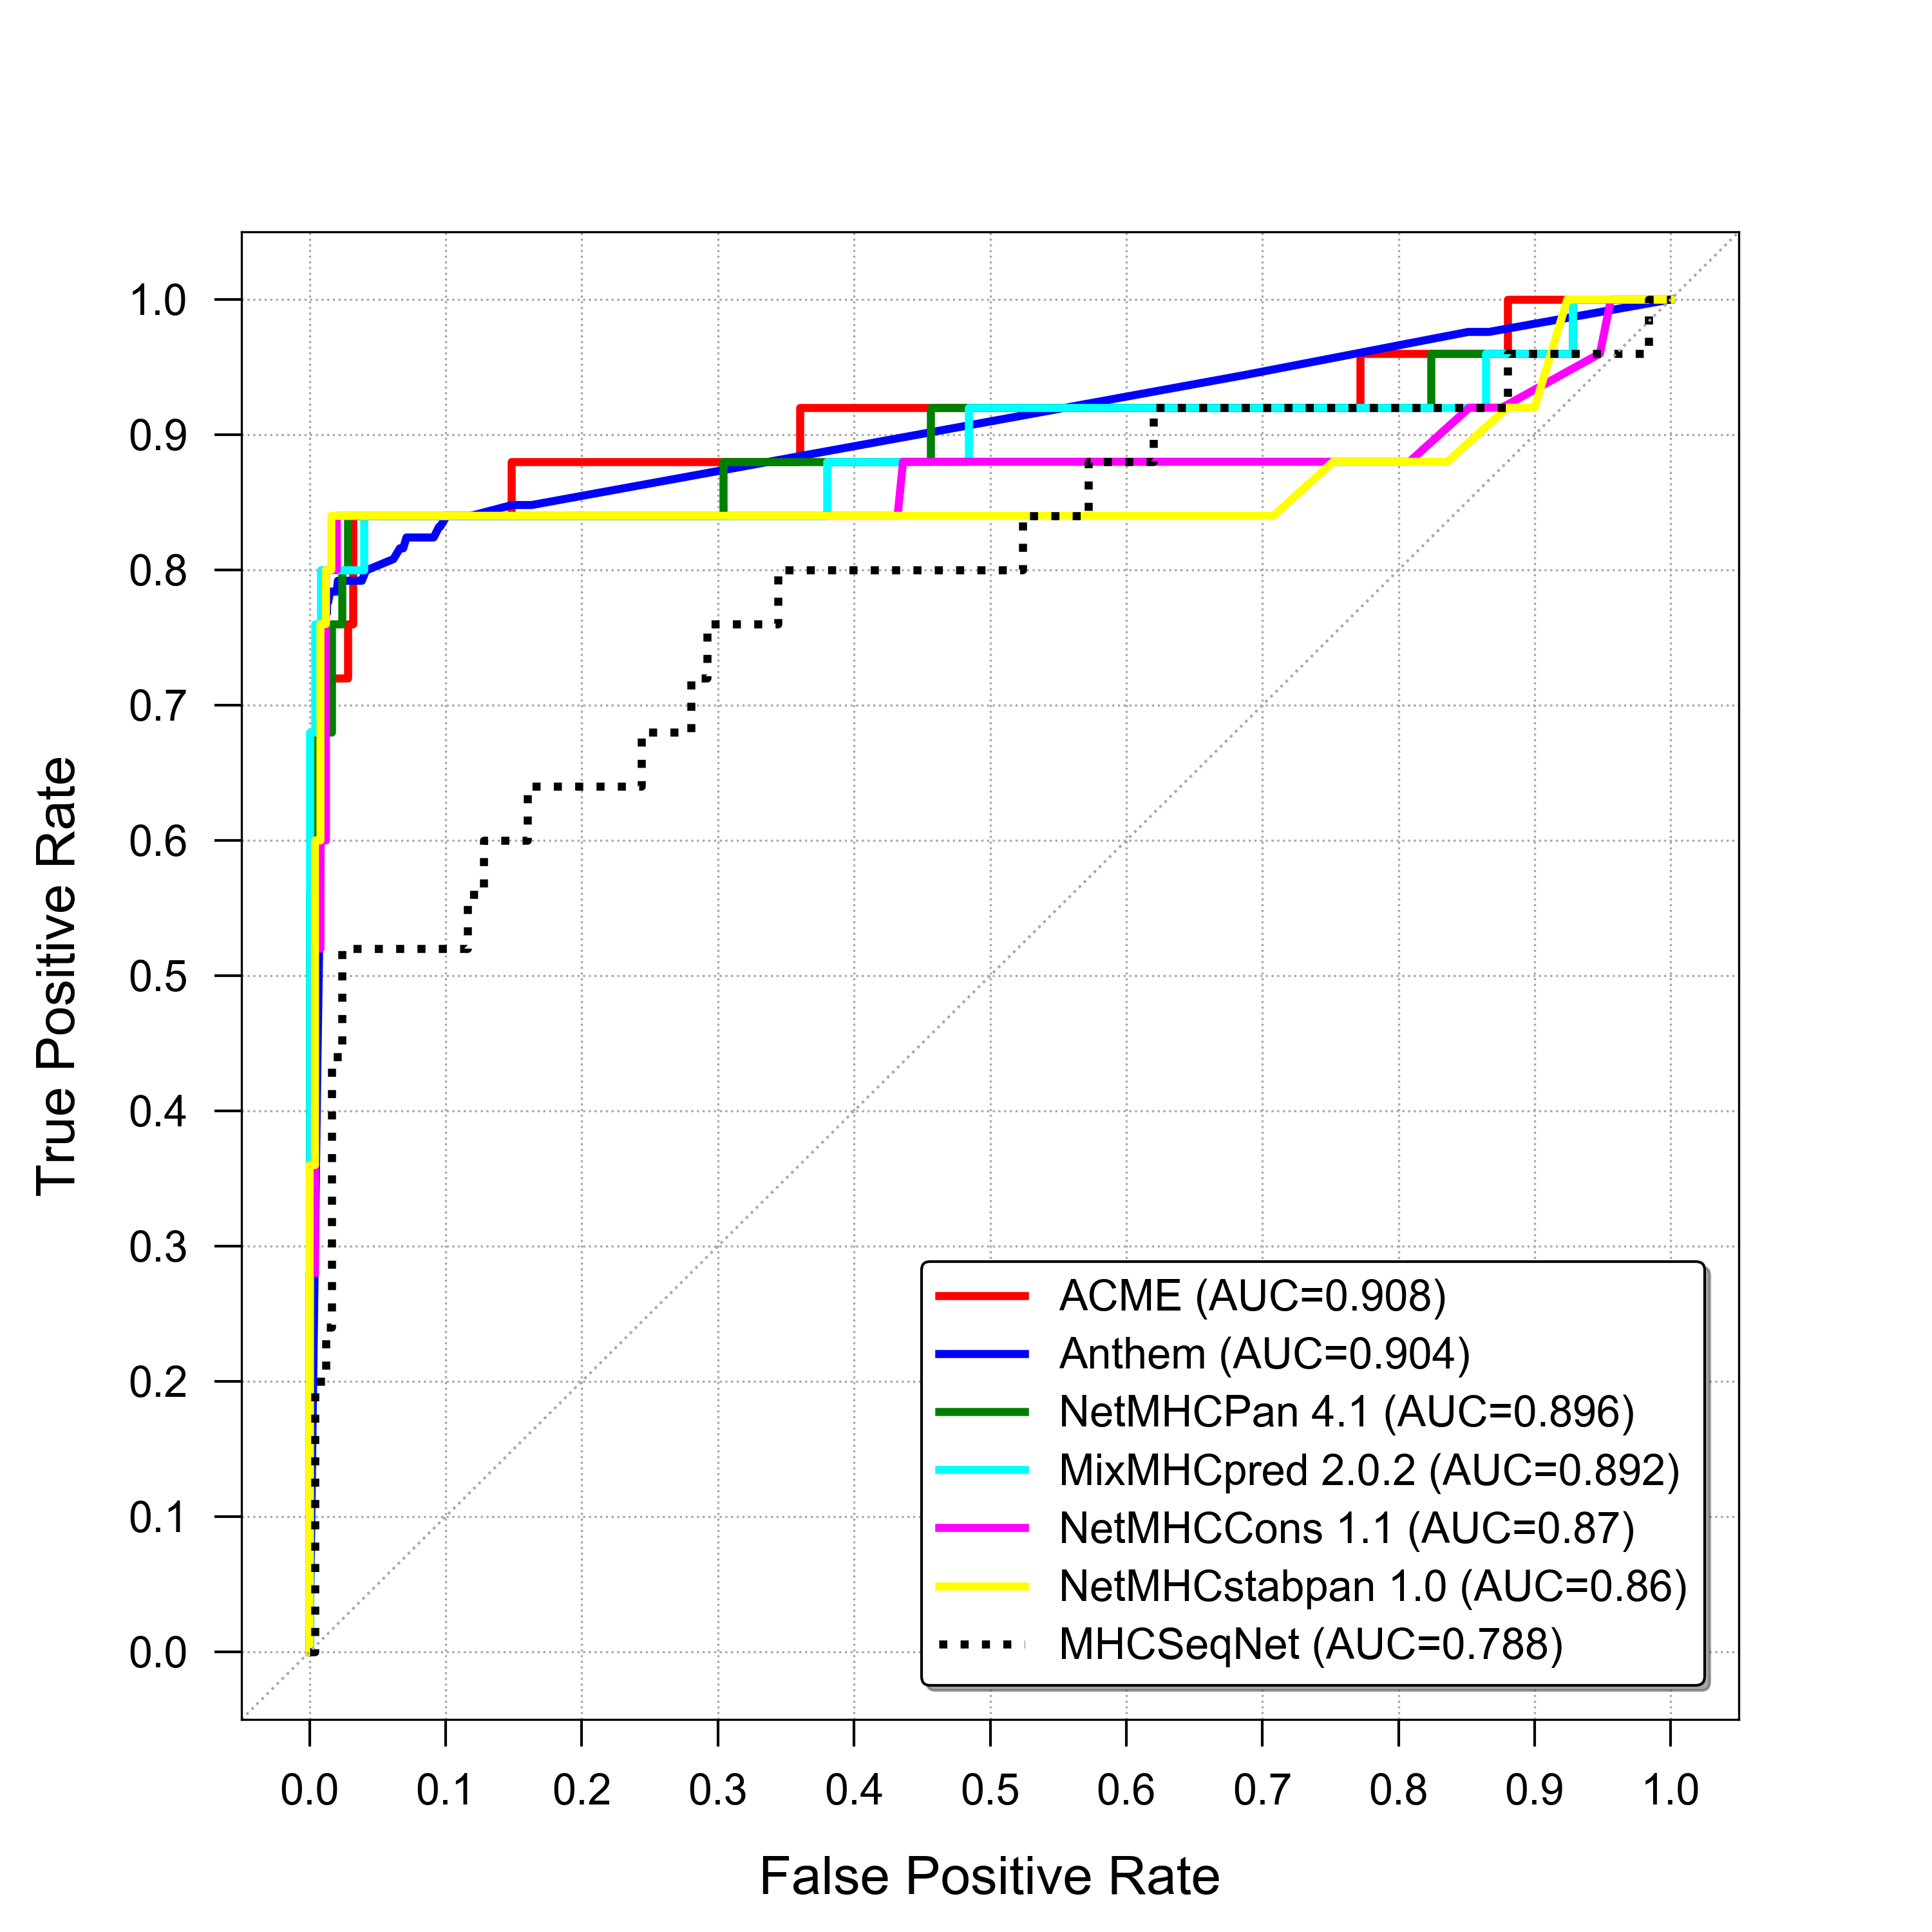 1.0
0.9
0.8
0.7
0.6
0.5
0.4
0.3
0.2
0.1
0.0
True Positive Rate
ACME (AUC=0.908)
Anthem (AUC=0.904)
NetMHCPan 4.1 (AUC=0.896)
MixMHCpred 2.0.2 (AUC=0.892)
NetMHCCons 1.1 (AUC=0.87)
NetMHCstabpan 1.0 (AUC=0.86)
MHCSeqNet (AUC=0.788)
0.0 0.1 0.2 0.3 0.4 0.5 0.6 0.7 0.8 0.9 1.0
False Positive Rate